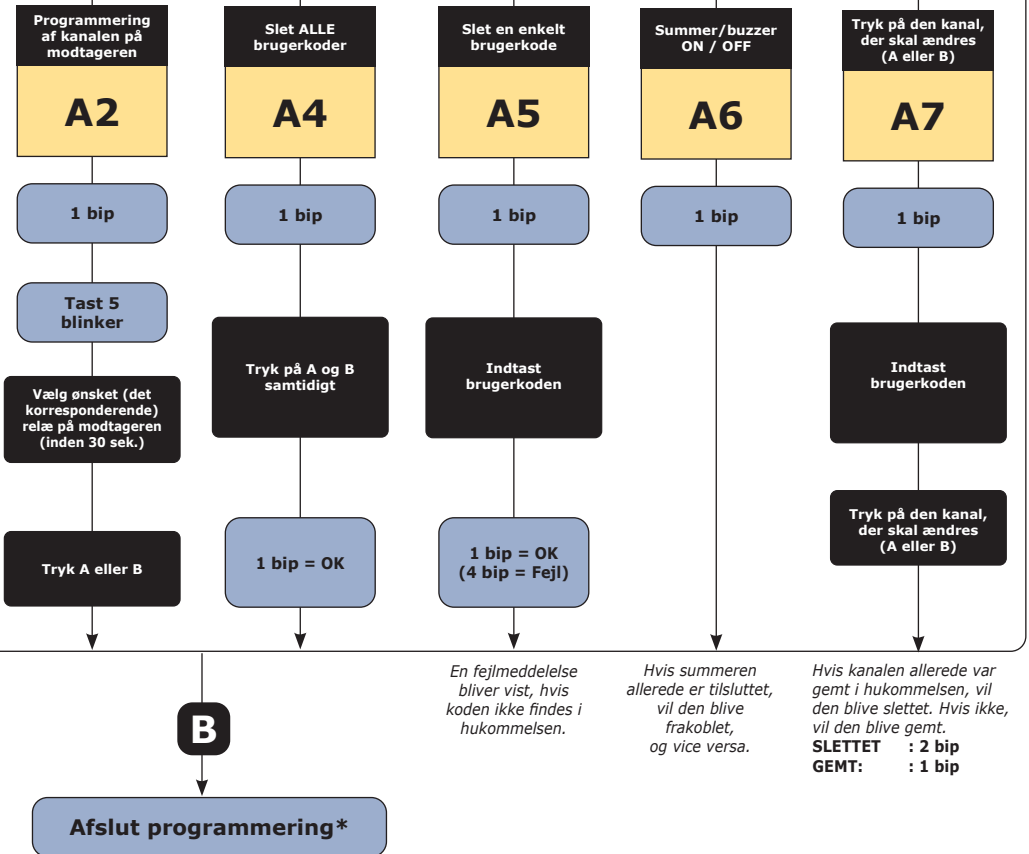 Programmering
af kanalen på
modtageren
A2
1 bip
Tast 5
blinker
Vælg ønsket (det
korresponderende)
relæ på modtageren
(inden 30 sek.)
Tryk A eller B
Slet ALLE
brugerkoder
A4
1 bip
Tryk på A og B
samtidigt
1 bip = OK
Slet en enkelt
brugerkode
A5
1 bip
Indtast
brugerkoden
1 bip = OK
(4 bip = Fejl)
En fejlmeddelelse
bliver vist, hvis
koden ikke findes i
hukommelsen.
Summer/buzzer
ON / OFF
A6
1 bip
Hvis summeren
allerede er tilsluttet,
vil den blive
frakoblet,
og vice versa.
Tryk på den kanal,
der skal ændres
(A eller B)
A7
1 bip
Indtast
brugerkoden
Tryk på den kanal,
der skal ændres
(A eller B)
Hvis kanalen allerede var
gemt i hukommelsen, vil
den blive slettet. Hvis ikke,
vil den blive gemt.
SLETTET : 2 bip
GEMT: : 1 bip
B
Afslut programmering*